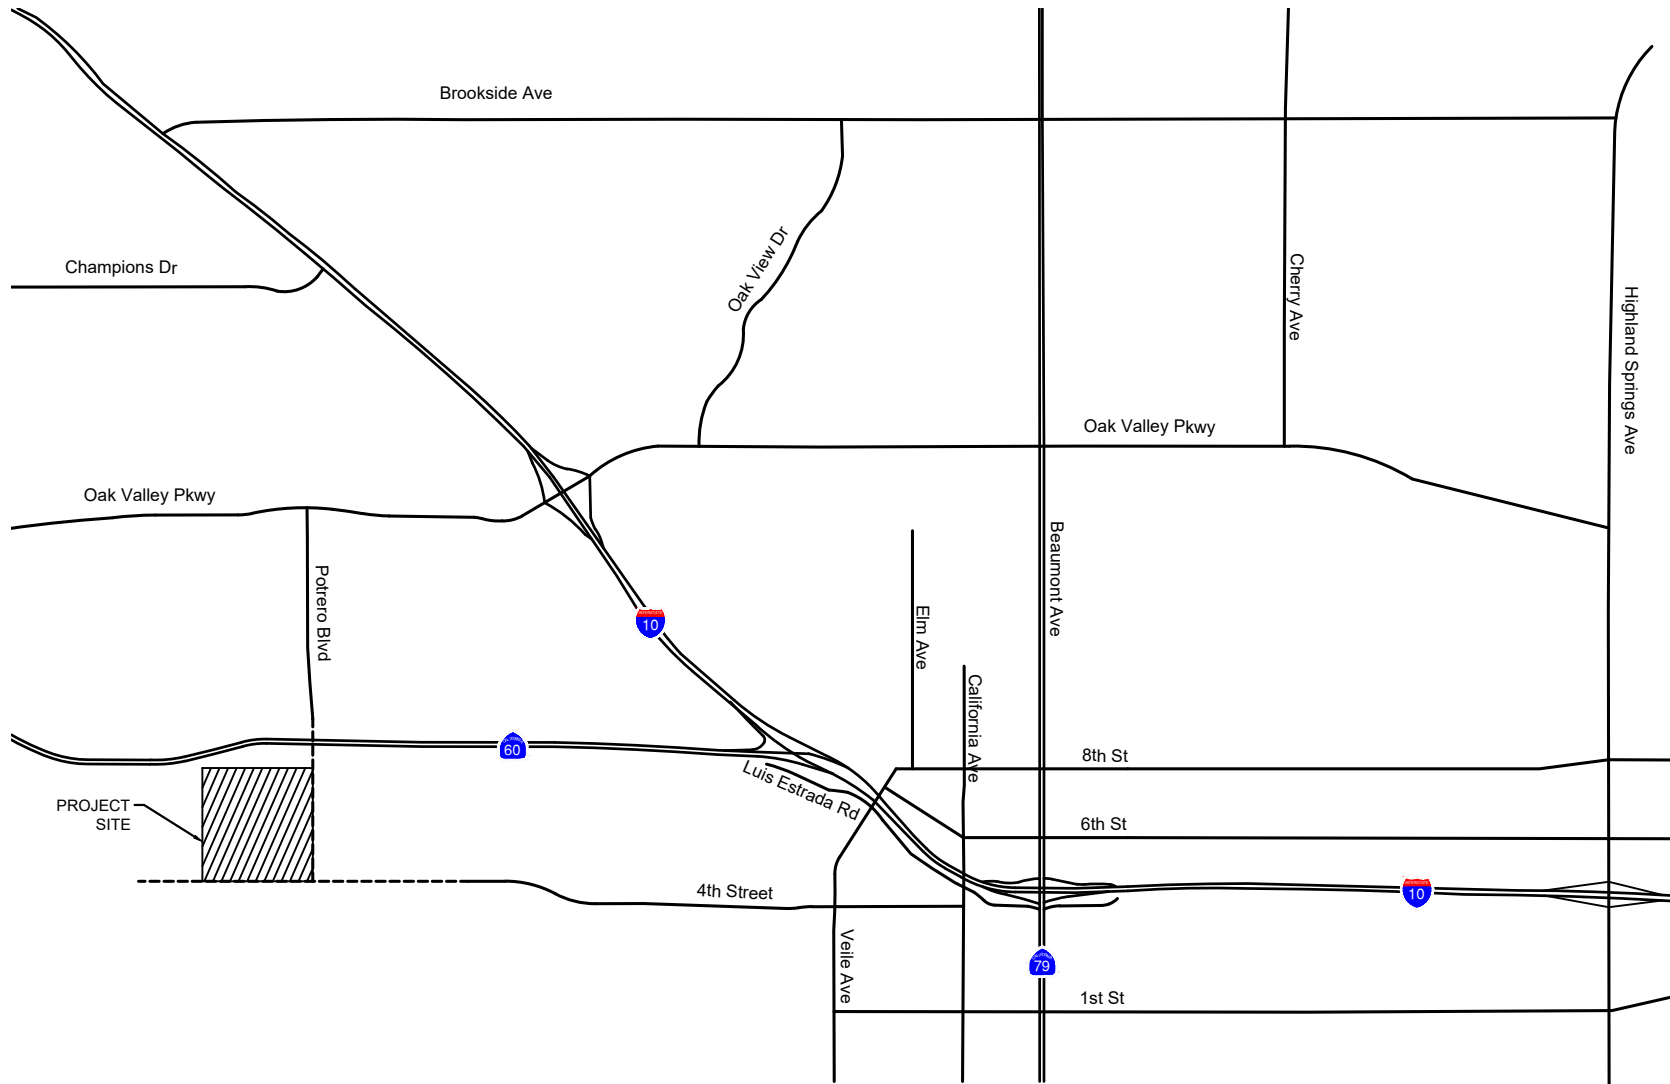 Brookside Ave
Champions Dr
Oak View Dr
Cherry Ave
Highland Springs Ave
Oak Valley Pkwy
Oak Valley Pkwy
Potrero Blvd
Beaumont Ave
Elm Ave
INTERSTATE
10
California Ave
60
8th St
Luis Estrada Rd
PROJECT
SITE
6th St
4th Street
INTERSTATE
10
Veile Ave
79
1st St